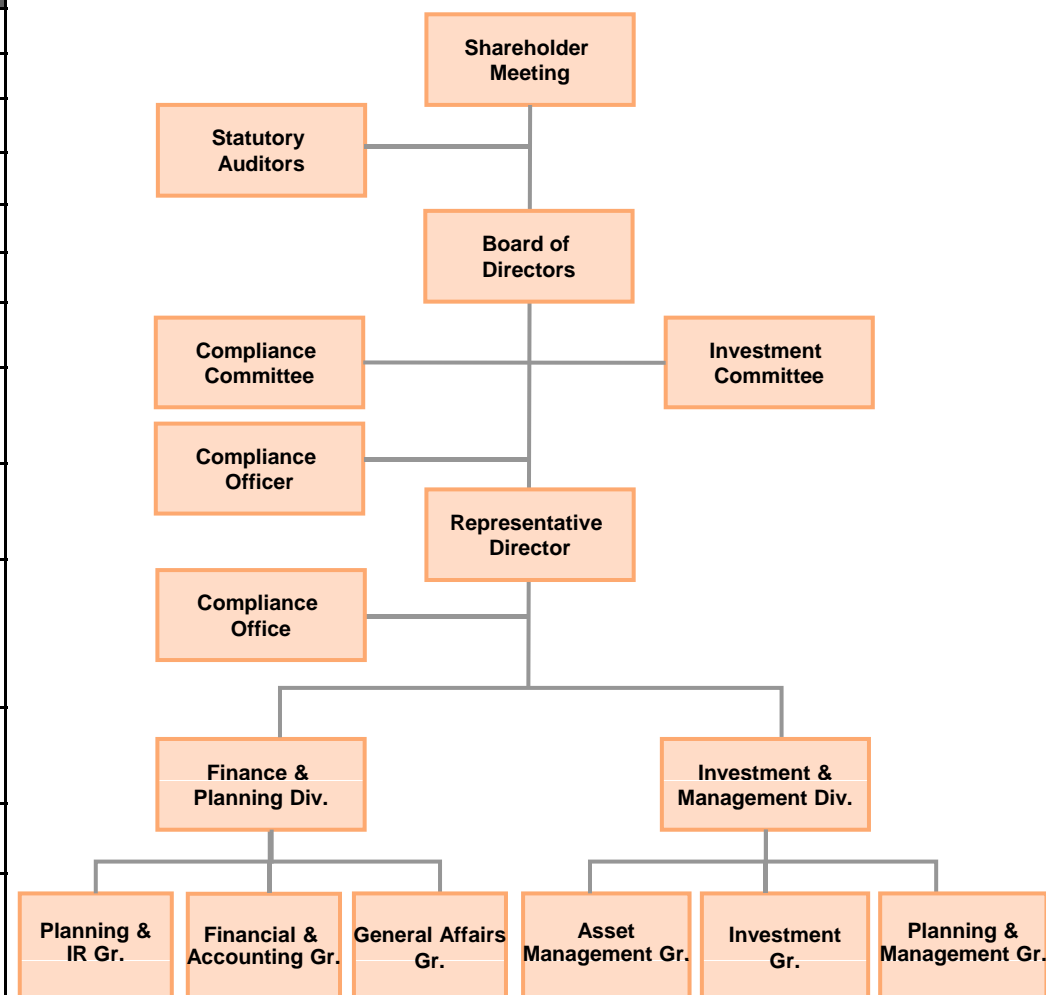 Shareholder
Meeting
Statutory
Auditors
Board of
Directors
Compliance
Committee
Investment
Committee
Compliance
Officer
Representative
Director
Compliance
Office
Finance &
Planning Div.
Investment &
Management Div.
Planning &
IR Gr.
Financial &
Accounting Gr.
General Affairs
Gr.
Asset
Management Gr.
Investment
Gr.
Planning &
Management Gr.